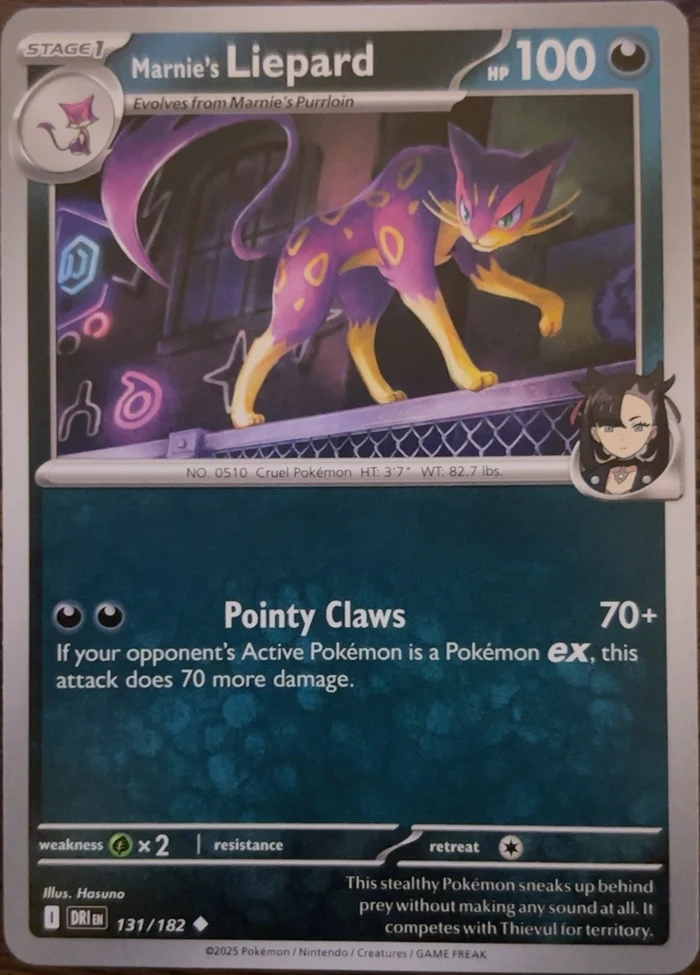 STAGE 1
Marnie's Liepard
HP 100
Evolves from Marnie's Purrloin
NO. 0510 Cruel Pokémon HT: 3'7" WT: 82.7 lbs.
Pointy Claws 70+
If your opponent's Active Pokémon is a Pokémon ex, this
attack does 70 more damage.
weakness ×2 resistance retreat
Illus. Hasuno
This stealthy Pokémon sneaks up behind
prey without making any sound at all. It
competes with Thievul for territory.
I DRI EN 131/182
©2025 Pokémon / Nintendo / Creatures / GAME FREAK